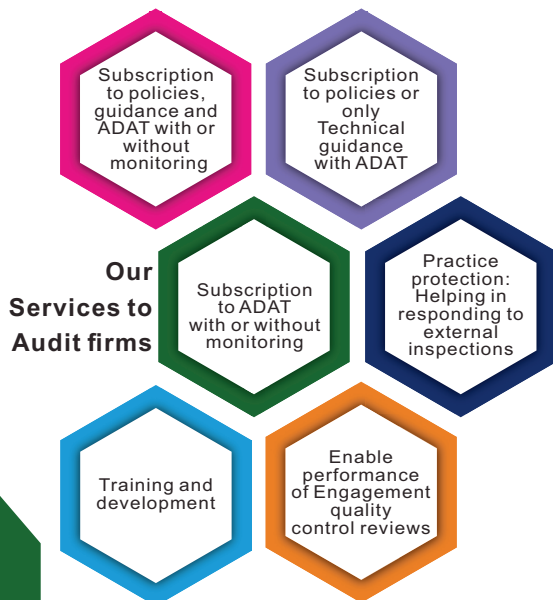 Subscription
to policies,
guidance and
ADAT with or
without
monitoring
Subscription
to policies or
only
Technical
guidance
with ADAT
Our
Services to
Audit firms
Subscription
to ADAT
with or without
monitoring
Practice
protection:
Helping in
responding to
external
inspections
Training and
development
Enable
performance
of Engagement
quality
control reviews